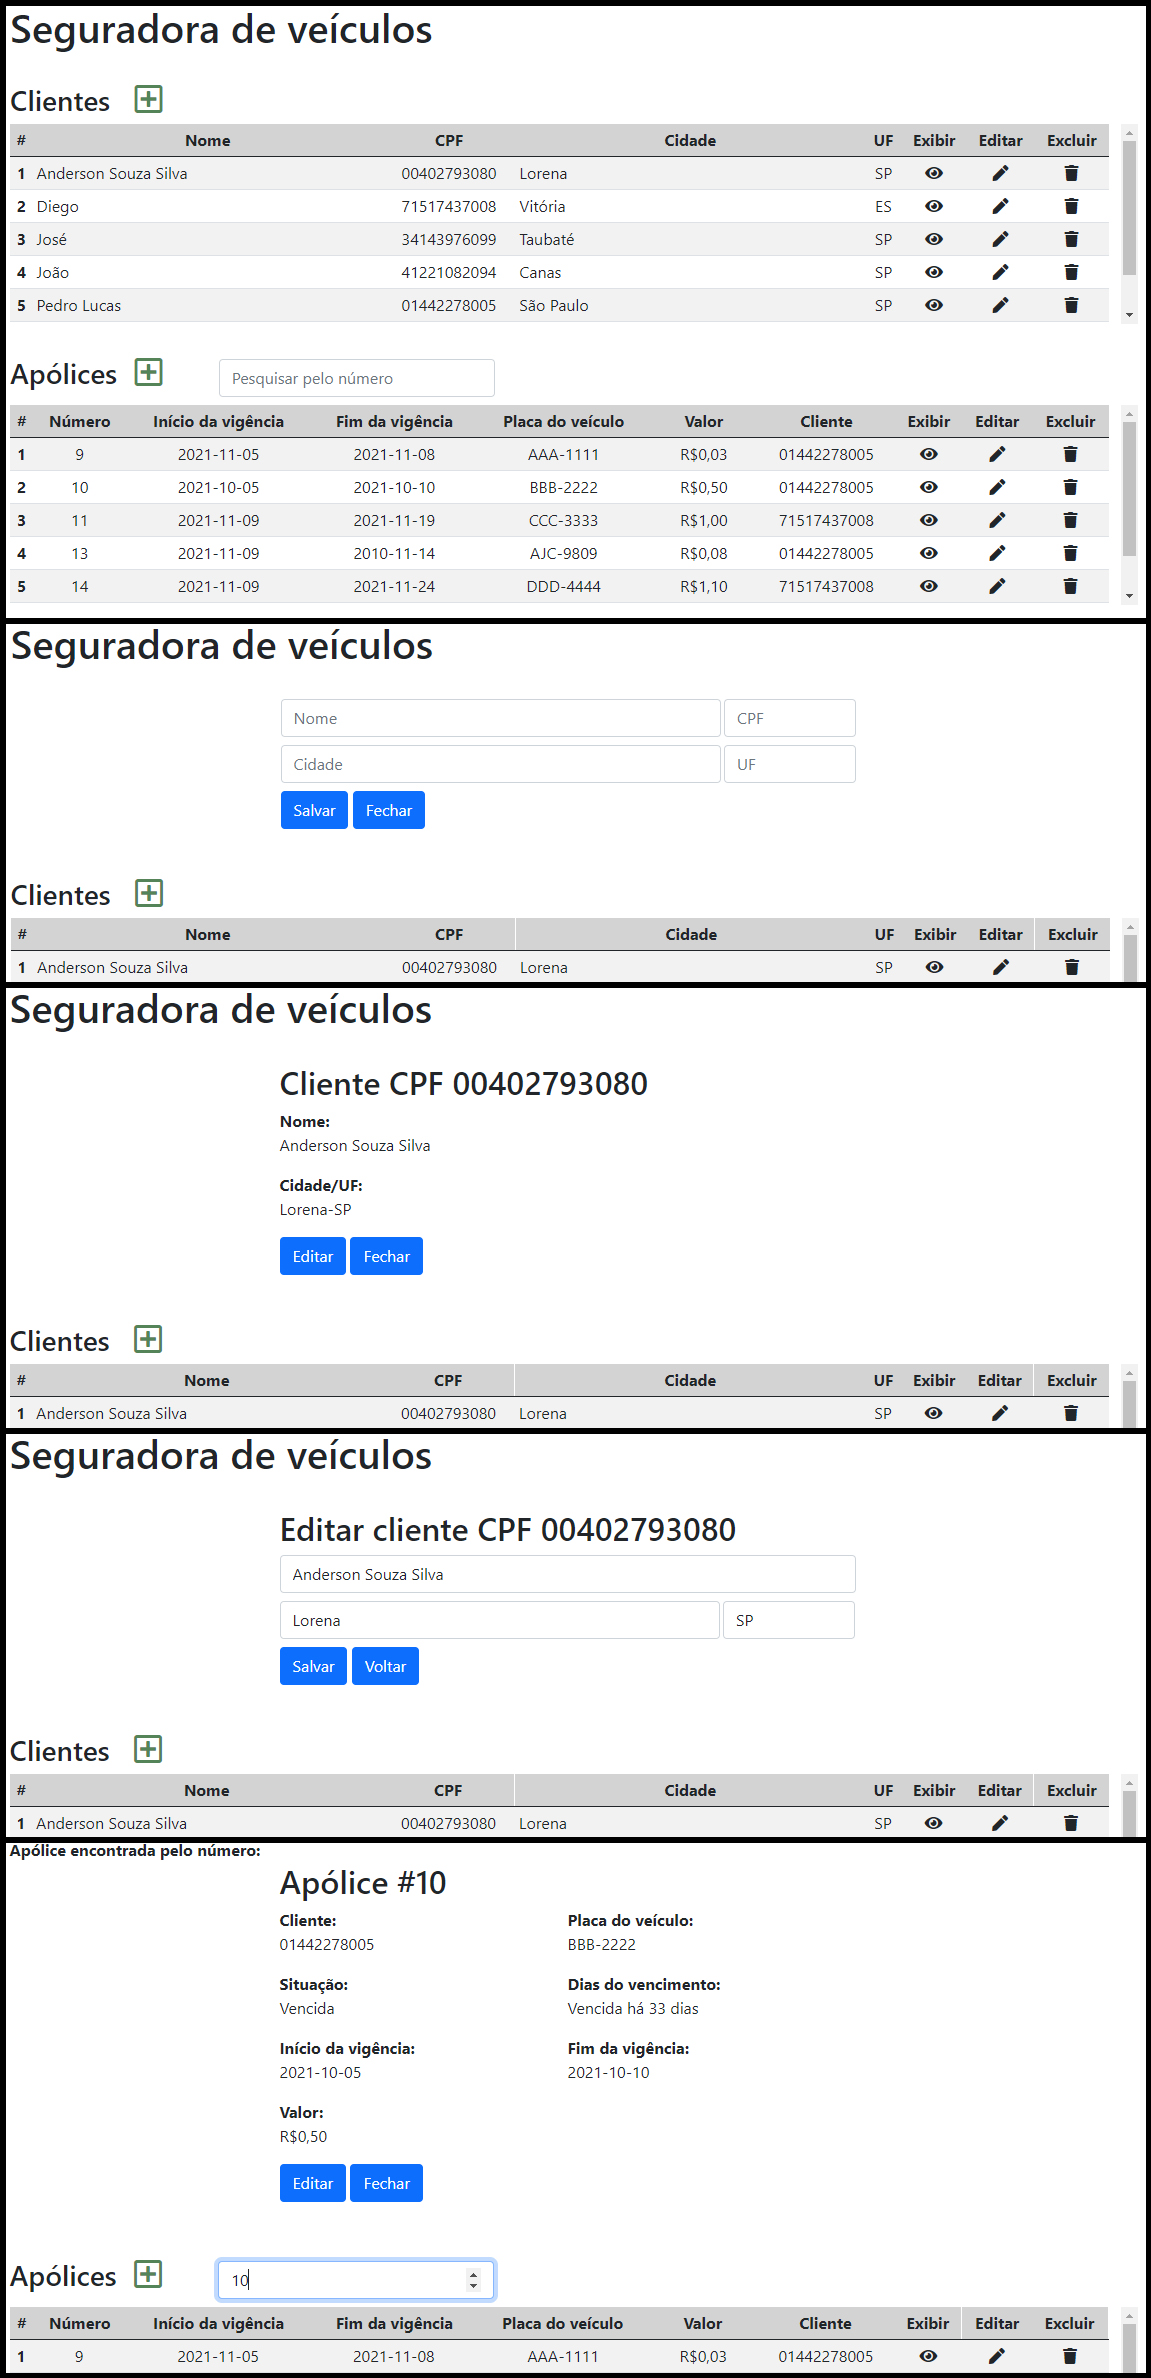 Seguradora de veículos
Clientes
# Nome CPF Cidade UF Exibir Editar Excluir
1 Anderson Souza Silva 00402793080 Lorena SP
2 Diego 71517437008 Vitória ES
3 José 34143976099 Taubaté SP
4 João 41221082094 Canas SP
5 Pedro Lucas 01442278005 São Paulo SP
Apólices Pesquisar pelo número
# Número Início da vigência Fim da vigência Placa do veículo Valor Cliente Exibir Editar Excluir
1 9 2021-11-05 2021-11-08 AAA-1111 R$0,03 01442278005
2 10 2021-10-05 2021-10-10 BBB-2222 R$0,50 01442278005
3 11 2021-11-09 2021-11-19 CCC-3333 R$1,00 71517437008
4 13 2021-11-09 2010-11-14 AJC-9809 R$0,08 01442278005
5 14 2021-11-09 2021-11-24 DDD-4444 R$1,10 71517437008
Seguradora de veículos
Nome CPF
Cidade UF
Salvar Fechar
Clientes
# Nome CPF Cidade UF Exibir Editar Excluir
1 Anderson Souza Silva 00402793080 Lorena SP
Seguradora de veículos
Cliente CPF 00402793080
Nome:
Anderson Souza Silva
Cidade/UF:
Lorena-SP
Editar Fechar
Clientes
# Nome CPF Cidade UF Exibir Editar Excluir
1 Anderson Souza Silva 00402793080 Lorena SP
Seguradora de veículos
Editar cliente CPF 00402793080
Anderson Souza Silva
Lorena SP
Salvar Voltar
Clientes
# Nome CPF Cidade UF Exibir Editar Excluir
1 Anderson Souza Silva 00402793080 Lorena SP
Apólice encontrada pelo número:
Apólice #10
Cliente: Placa do veículo:
01442278005 BBB-2222
Situação: Dias do vencimento:
Vencida Vencida há 33 dias
Início da vigência: Fim da vigência:
2021-10-05 2021-10-10
Valor:
R$0,50
Editar Fechar
Apólices 10
# Número Início da vigência Fim da vigência Placa do veículo Valor Cliente Exibir Editar Excluir
1 9 2021-11-05 2021-11-08 AAA-1111 R$0,03 01442278005